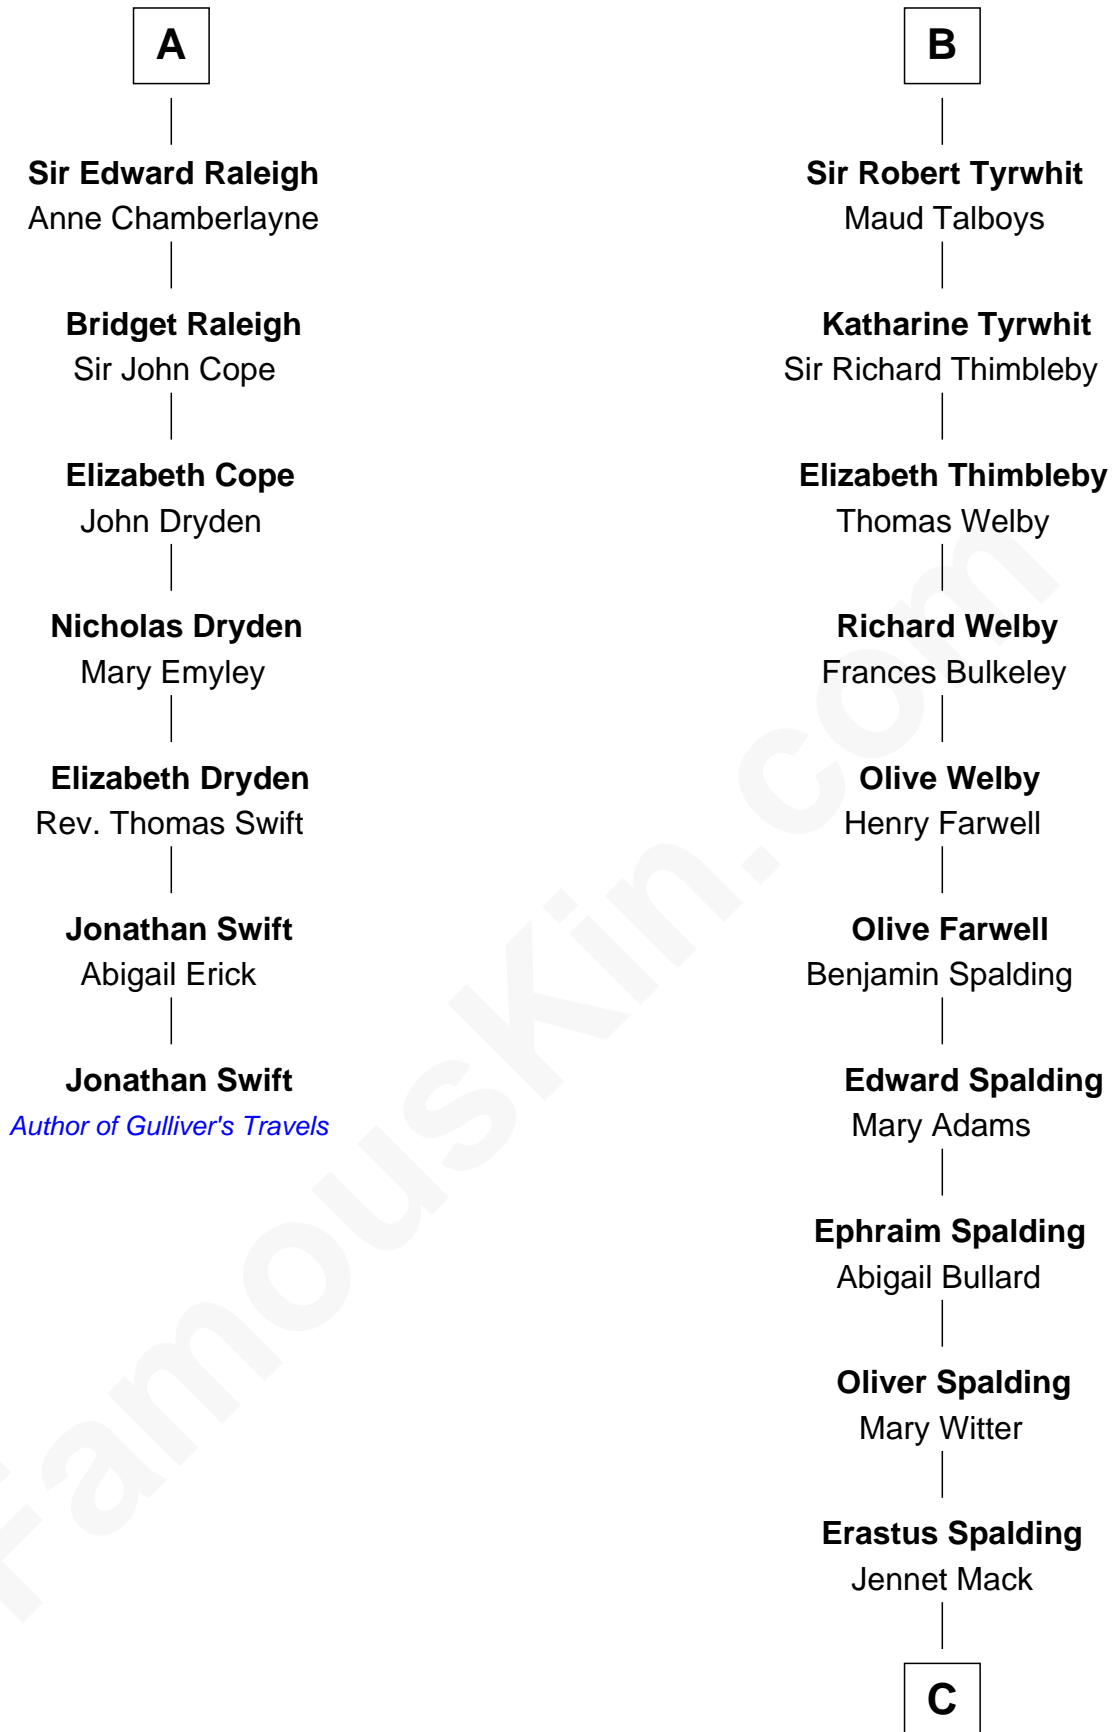 A
Sir Edward Raleigh
Anne Chamberlayne
Bridget Raleigh
Sir John Cope
Elizabeth Cope
John Dryden
Nicholas Dryden
Mary Emyley
Elizabeth Dryden
Rev. Thomas Swift
Jonathan Swift
Abigail Erick
Jonathan Swift
Author of Gulliver's Travels
B
Sir Robert Tyrwhit
Maud Talboys
Katharine Tyrwhit
Sir Richard Thimbleby
Elizabeth Thimbleby
Thomas Welby
Richard Welby
Frances Bulkeley
Olive Welby
Henry Farwell
Olive Farwell
Benjamin Spalding
Edward Spalding
Mary Adams
Ephraim Spalding
Abigail Bullard
Oliver Spalding
Mary Witter
Erastus Spalding
Jennet Mack
C
FamousKin.com